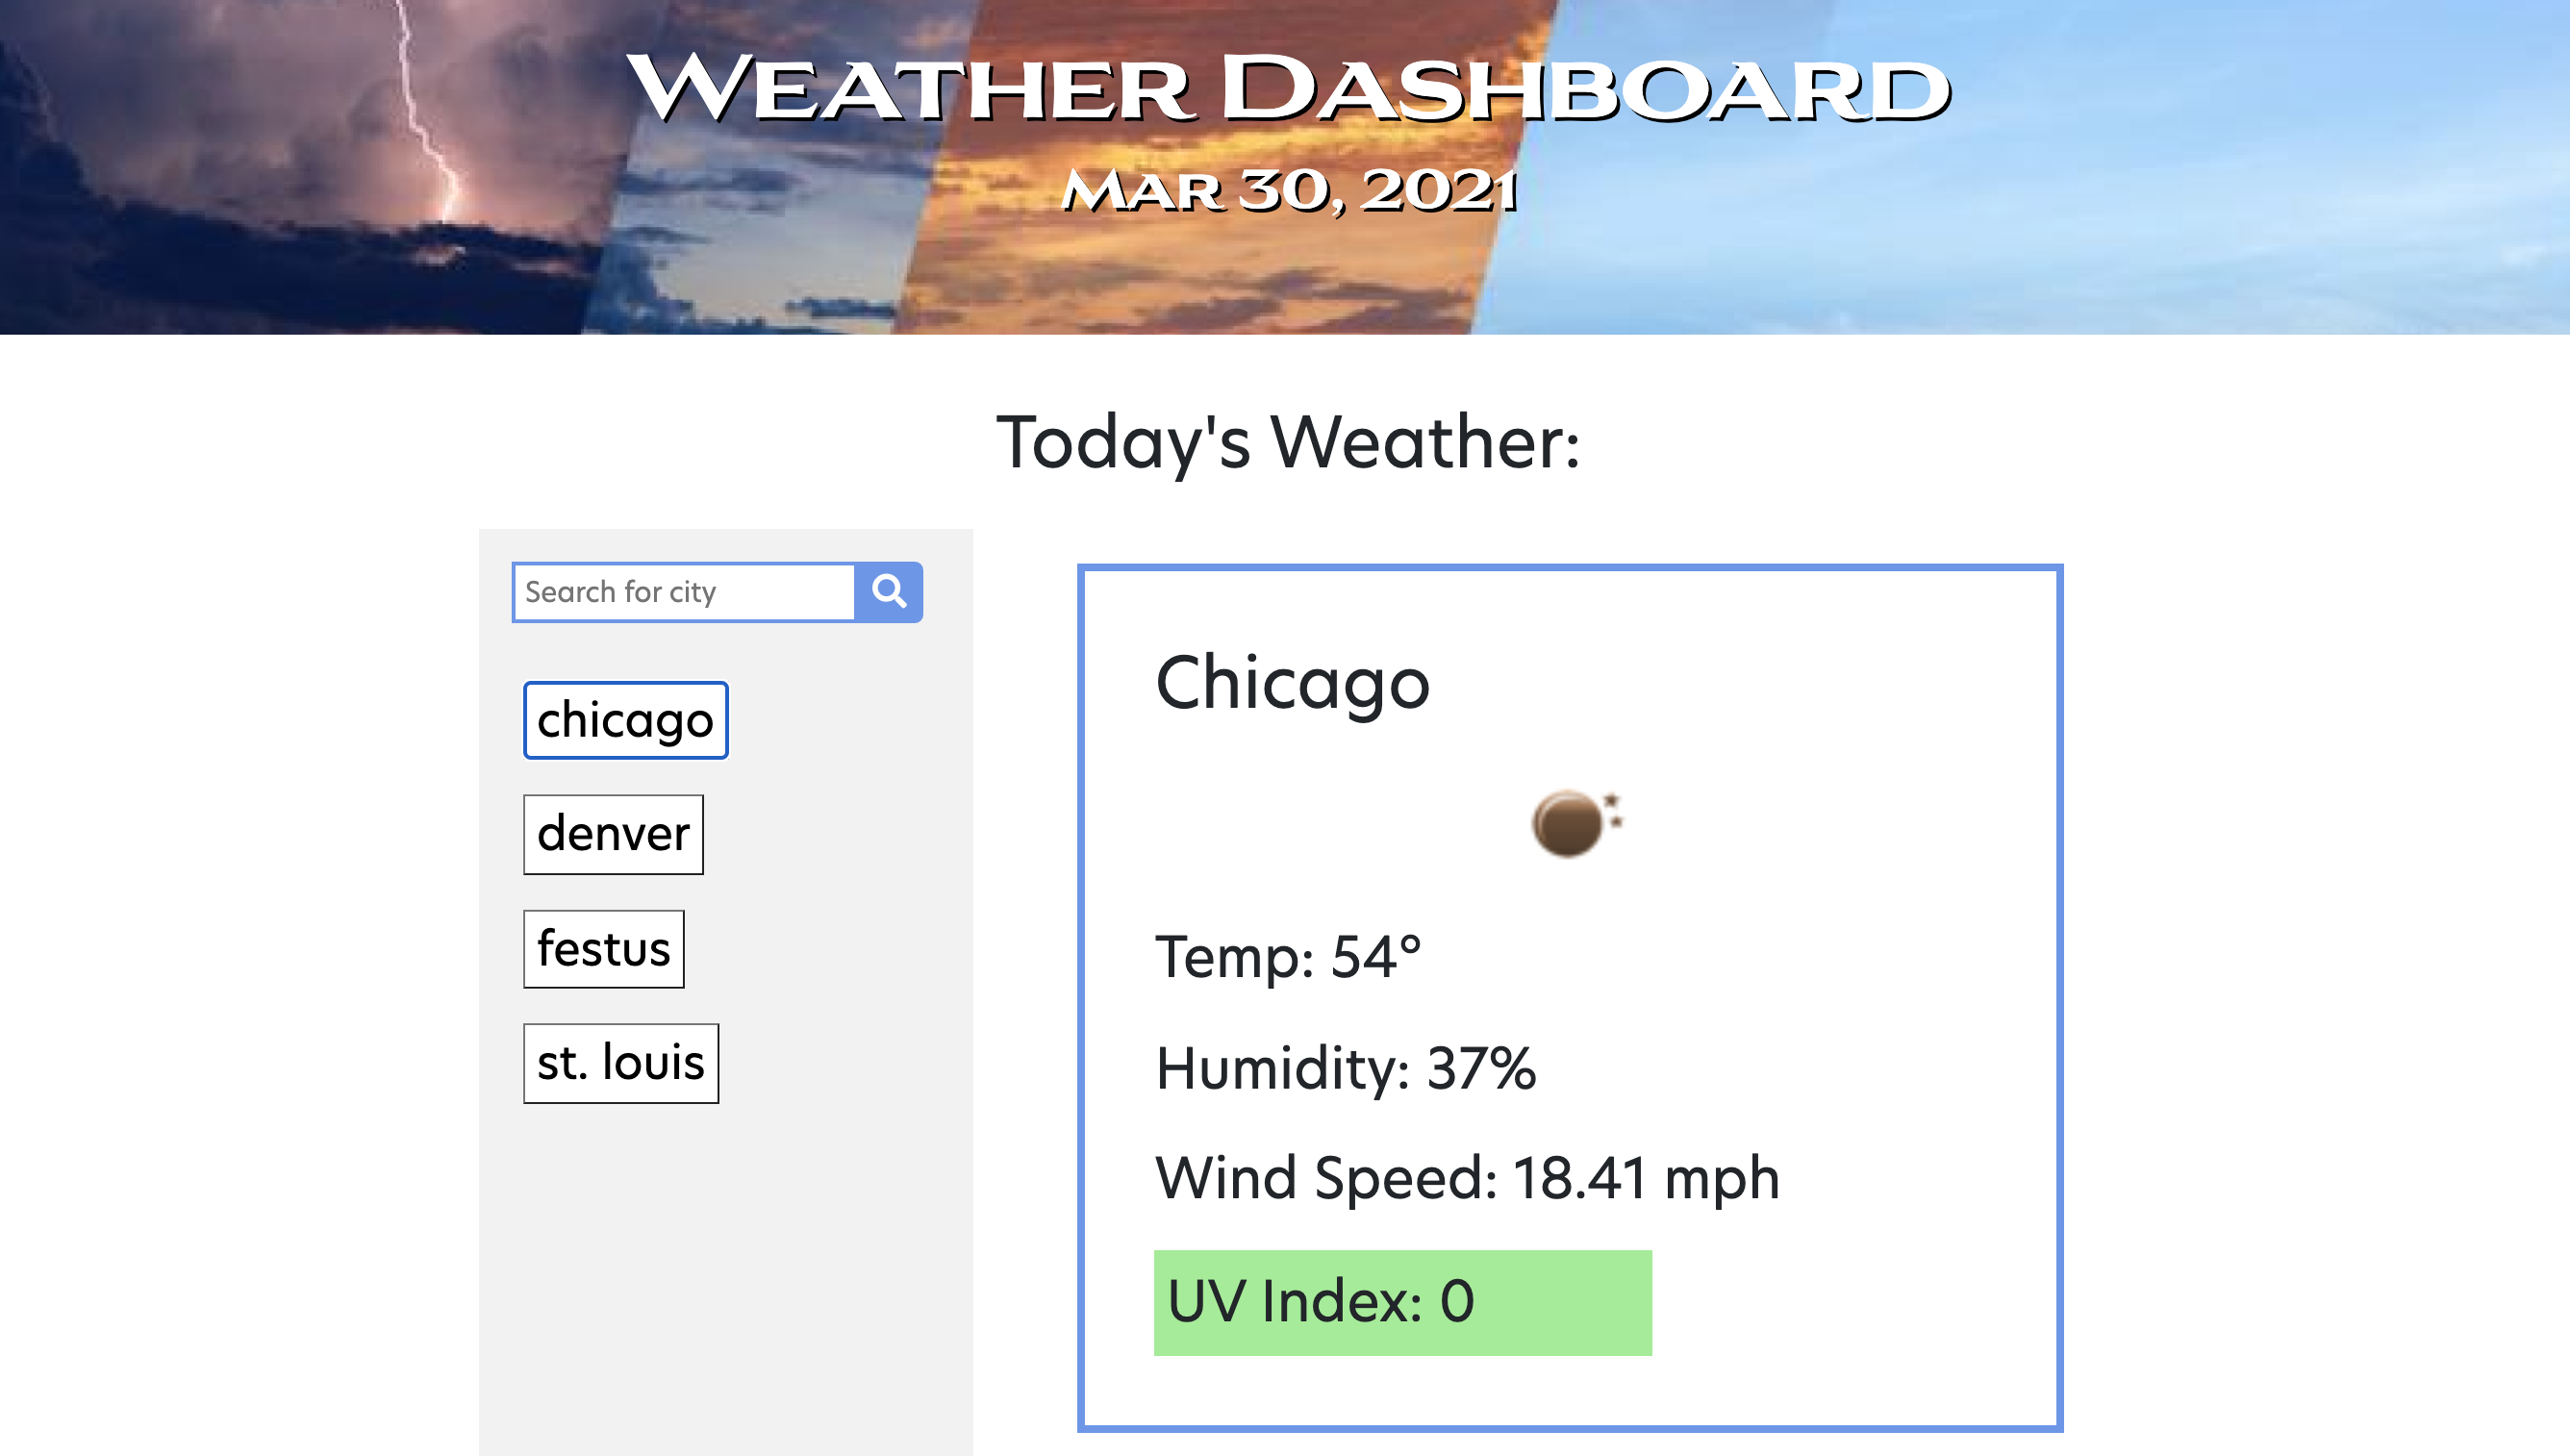 Weather Dashboard
Mar 30, 2021
Today's Weather:
Search for city
chicago
denver
festus
st. louis
Chicago
Temp: 54°
Humidity: 37%
Wind Speed: 18.41 mph
UV Index: 0